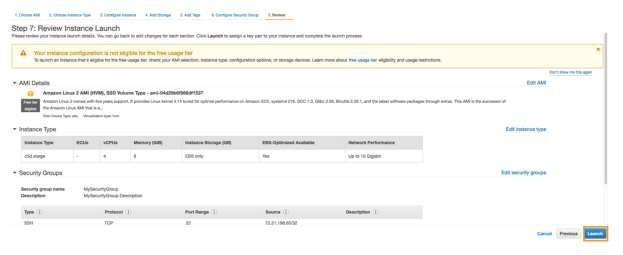 1. Choose AMI 2. Choose Instance Type 3. Configure Instance 4. Add Storage 5. Add Tags 6. Configure Security Group 7. Review
Step 7: Review Instance Launch
Please review your instance launch details. You can go back to edit changes for each section. Click Launch to assign a key pair to your instance and complete the launch process.
Your instance configuration is not eligible for the free usage tier
To launch an instance that's eligible for the free usage tier, check your AMI selection, instance type, configuration options, or storage devices. Learn more about free usage tier eligibility and usage restrictions.
Don't show me this again
AMI Details
Edit AMI
Amazon Linux 2 AMI (HVM), SSD Volume Type -
Free tier eligible
Amazon Linux 2 comes with five years support. It provides Linux kernel 4.14 tuned for optimal performance on Amazon EC2, systemd 219, GCC 7.3, Glibc 2.26, Binutils 2.29.1, and the latest software packages through extras. This AMI is the successor of
the Amazon Linux AMI that is a...
Root Device Type: ebs Virtualization type: hvm
Instance Type
Edit instance type
Instance Type ECUs vCPUs Memory (GiB) Instance Storage (GB) EBS-Optimized Available Network Performance
- 4 8 EBS only Yes Up to 10 Gigabit
Security Groups
Edit security groups
Security group name MySecurityGroup
Description MySecurityGroup Description
Type Protocol Port Range Source Description
SSH TCP 22
Cancel Previous Launch